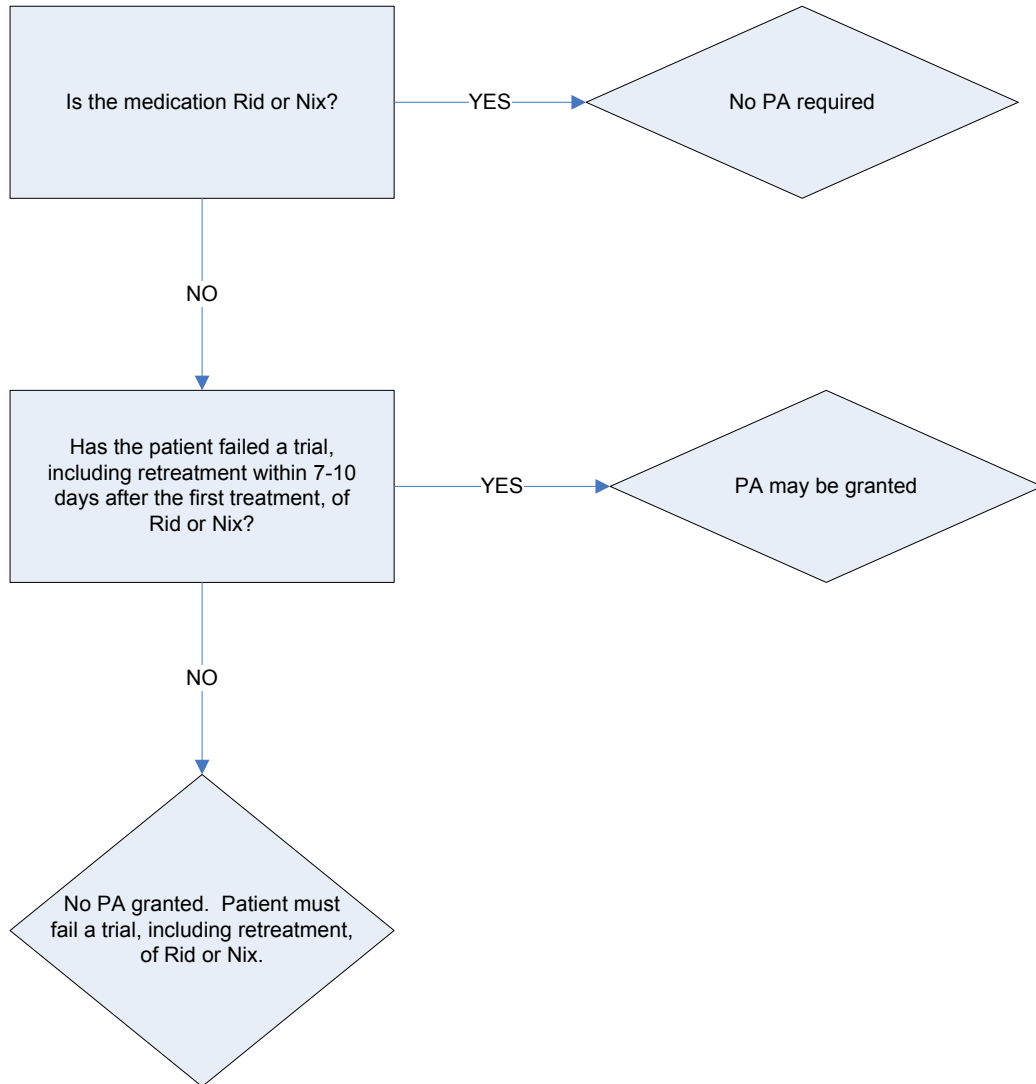 Is the medication Rid or Nix?
YES
No PA required
NO
Has the patient failed a trial,
including retreatment within 7-10
days after the first treatment, of
Rid or Nix?
YES
PA may be granted
NO
No PA granted.  Patient must
fail a trial, including retreatment,
of Rid or Nix.